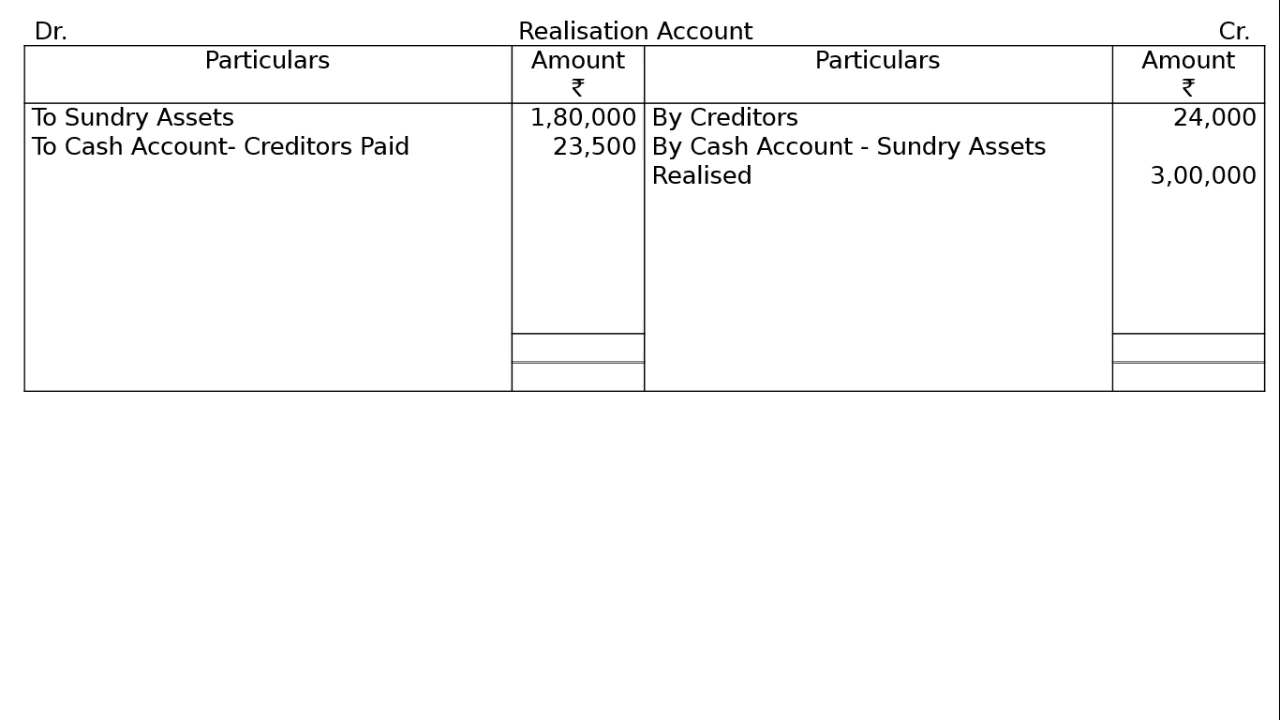 Dr. Realisation Account Cr.
Particulars Amount Particulars Amount
₹ ₹
To Sundry Assets 1,80,000 By Creditors 24,000
To Cash Account- Creditors Paid 23,500 By Cash Account - Sundry Assets
Realised 3,00,000